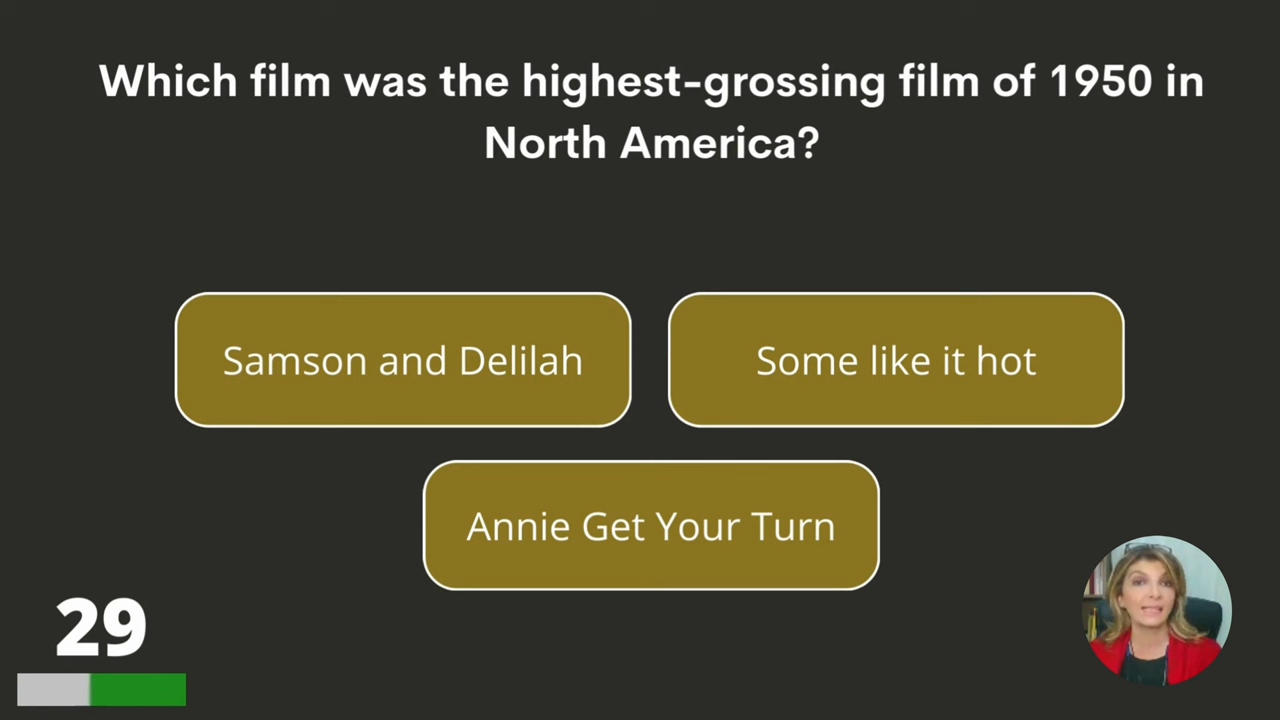 Which film was the highest-grossing film of 1950 in
North America?
Samson and Delilah
Some like it hot
Annie Get Your Turn
29